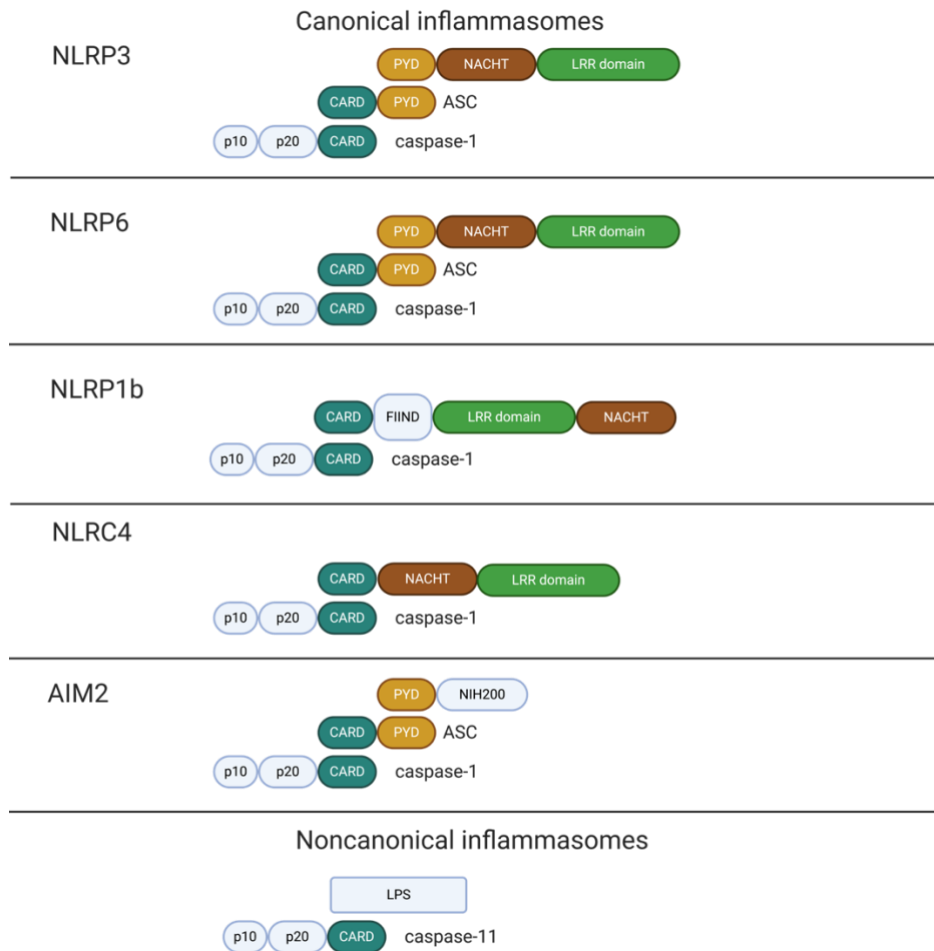 Canonical inflammasomes
NLRP3
PYD NACHT LRR domain
CARD PYD ASC
p10 p20 CARD caspase-1
NLRP6
PYD NACHT LRR domain
CARD PYD ASC
p10 p20 CARD caspase-1
NLRP1b
CARD FIIND LRR domain NACHT
p10 p20 CARD caspase-1
NLRC4
CARD NACHT LRR domain
p10 p20 CARD caspase-1
AIM2
PYD NIH200
CARD PYD ASC
p10 p20 CARD caspase-1
Noncanonical inflammasomes
LPS
p10 p20 CARD caspase-11